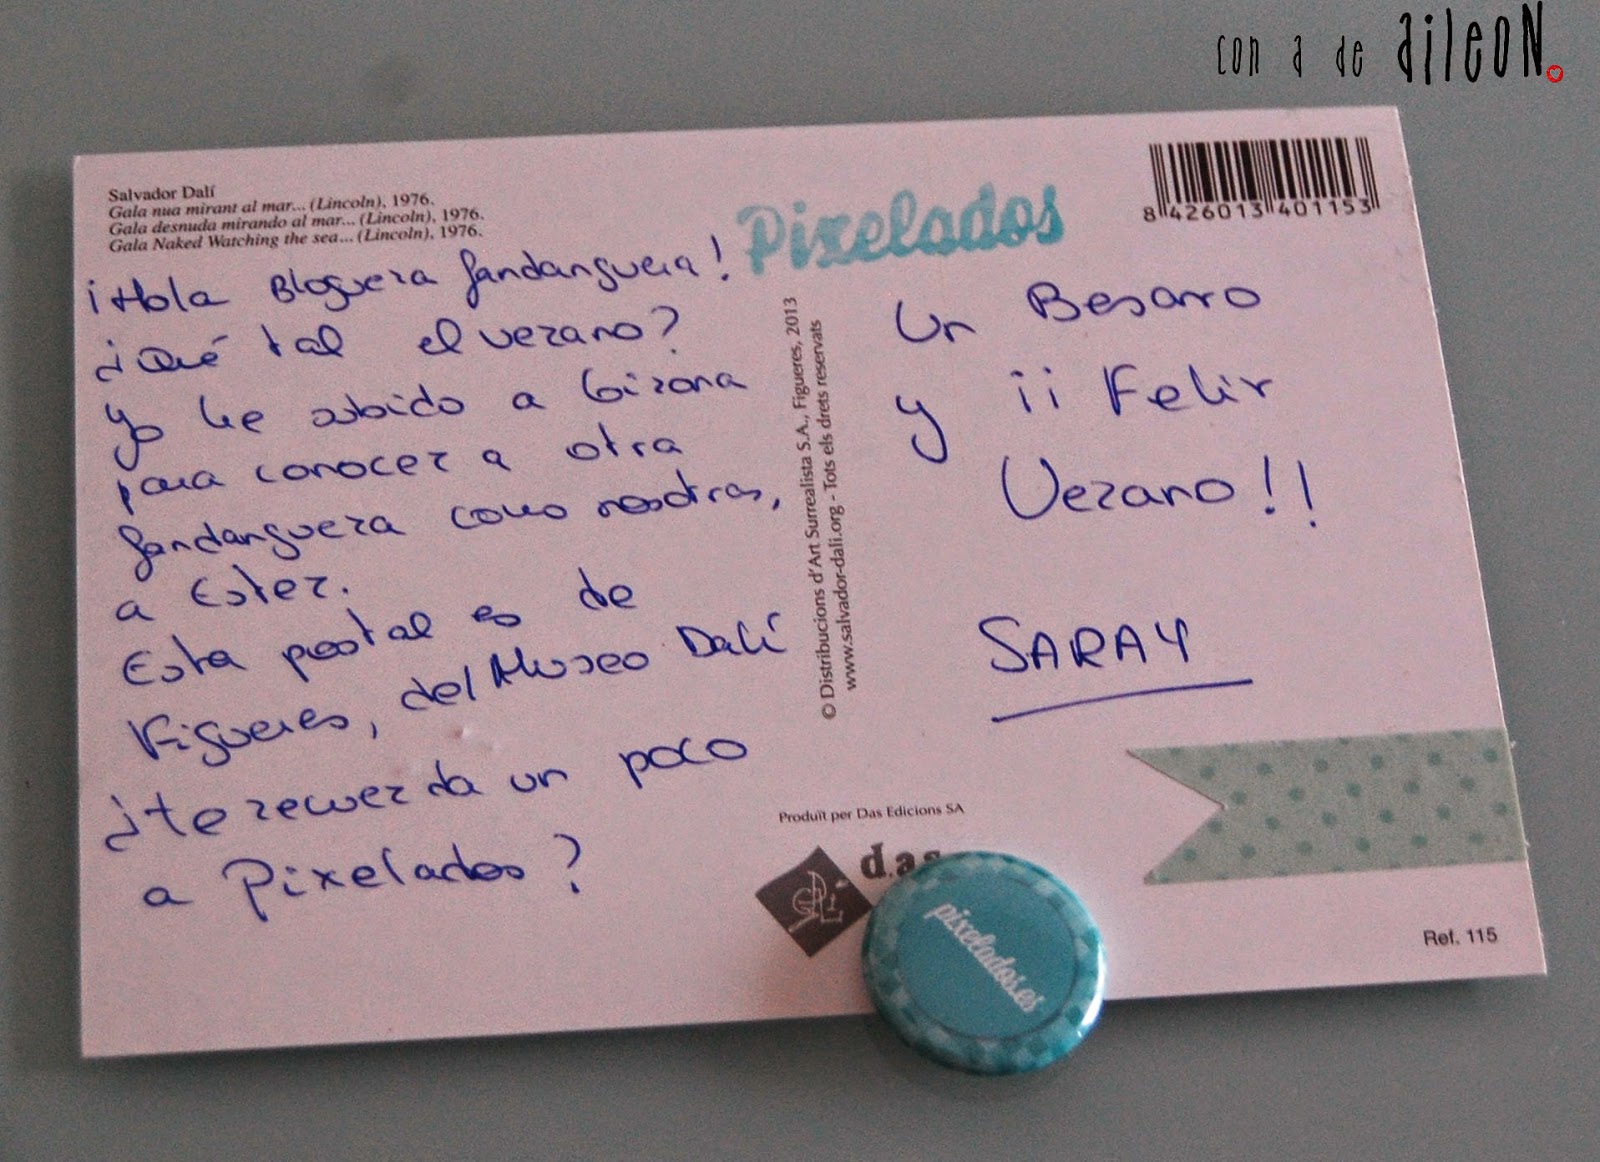 con a de aileoN.
Salvador Dalí
Gala nua mirant al mar... (Lincoln), 1976.
Gala desnuda mirando al mar... (Lincoln), 1976.
Gala Naked Watching the sea... (Lincoln), 1976.
Pixelados
8 426013 401153
¡Hola Bloguera fandanguera!
¿Qué tal el verano?
Yo he subido a Girona
para conocer a otra
fandanguera como nosotras,
a Ester.
Esta postal es de
Figueres, del Museo Dalí
¿te recuerda un poco
a Pixelados?
© Distribucions d'Art Surrealista S.A., Figueres, 2013
www.salvador-dali.org - Tots els drets reservats
Un Besazo
y ¡¡Feliz
Verano!!
SARAY
Produït per Das Edicions SA
d.a.s
pixelados.es
Ref. 115